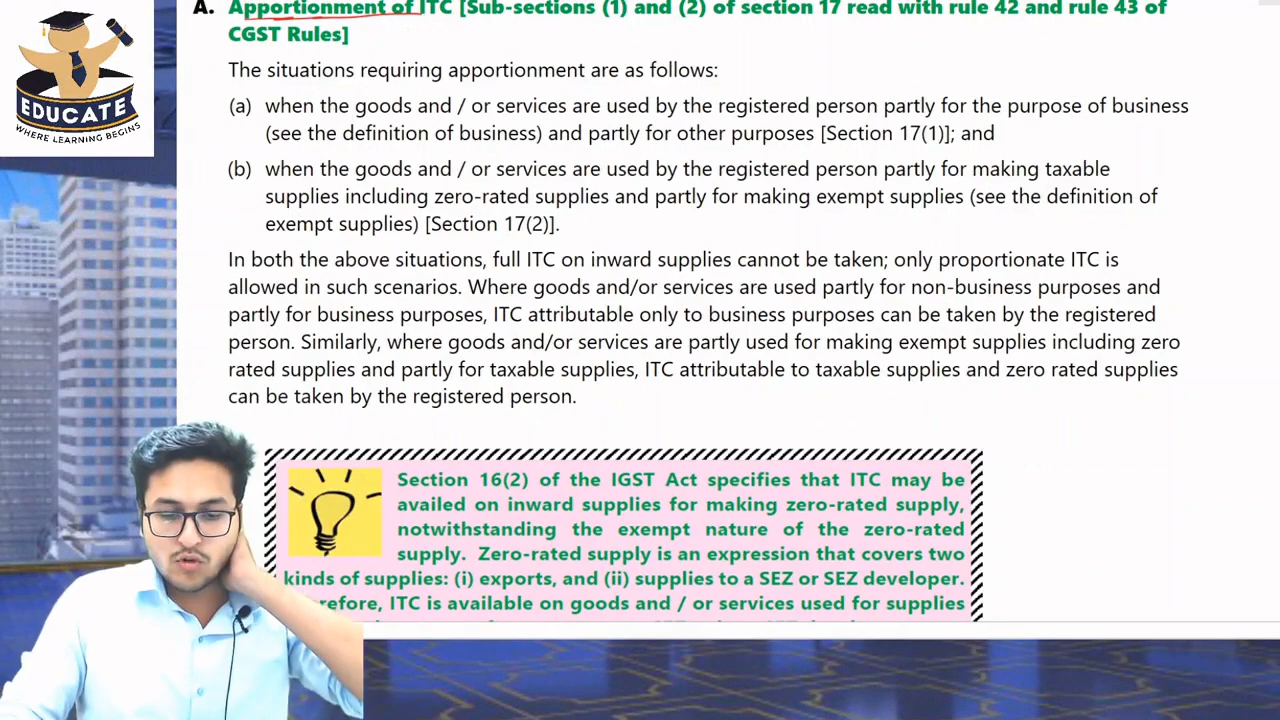 A. Apportionment of ITC [Sub-sections (1) and (2) of section 17 read with rule 42 and rule 43 of
CGST Rules]
EDUCATE
WHERE LEARNING BEGINS
The situations requiring apportionment are as follows:
(a) when the goods and / or services are used by the registered person partly for the purpose of business
(see the definition of business) and partly for other purposes [Section 17(1)]; and
(b) when the goods and / or services are used by the registered person partly for making taxable
supplies including zero-rated supplies and partly for making exempt supplies (see the definition of
exempt supplies) [Section 17(2)].
In both the above situations, full ITC on inward supplies cannot be taken; only proportionate ITC is
allowed in such scenarios. Where goods and/or services are used partly for non-business purposes and
partly for business purposes, ITC attributable only to business purposes can be taken by the registered
person. Similarly, where goods and/or services are partly used for making exempt supplies including zero
rated supplies and partly for taxable supplies, ITC attributable to taxable supplies and zero rated supplies
can be taken by the registered person.
Section 16(2) of the IGST Act specifies that ITC may be
availed on inward supplies for making zero-rated supply,
notwithstanding the exempt nature of the zero-rated
supply. Zero-rated supply is an expression that covers two
kinds of supplies: (i) exports, and (ii) supplies to a SEZ or SEZ developer.
refore, ITC is available on goods and / or services used for supplies